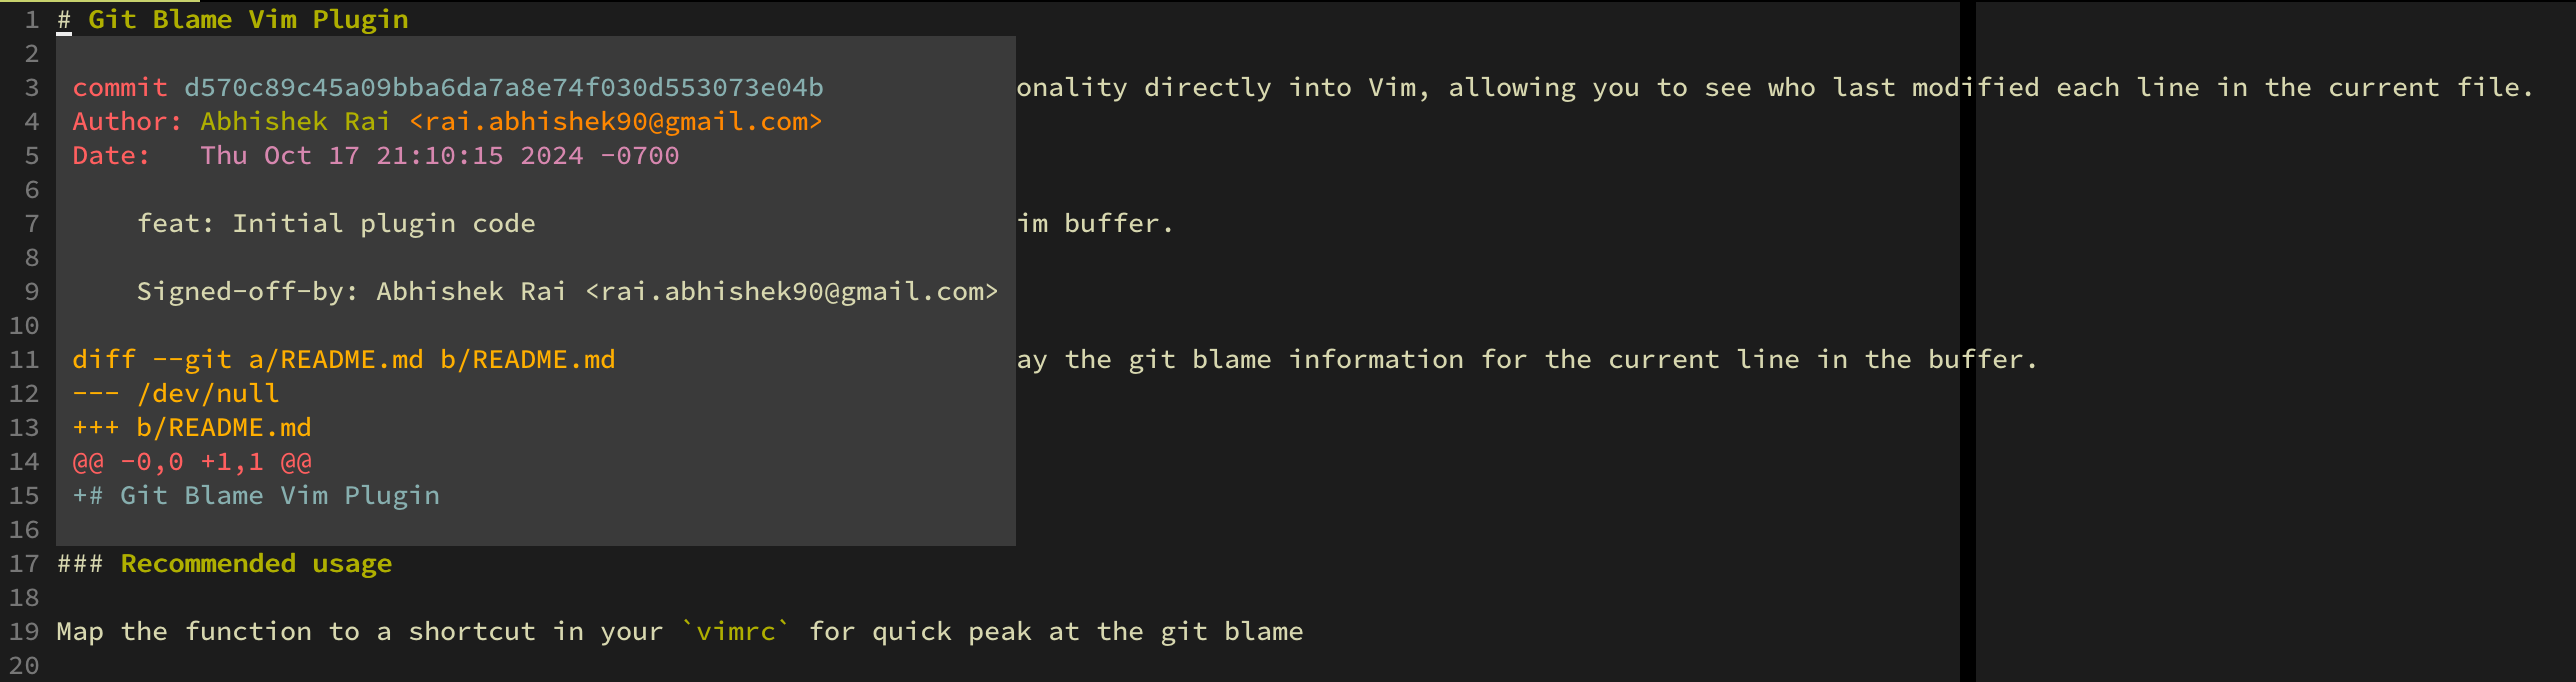 1 # Git Blame Vim Plugin
2
3 commit d570c89c45a09bba6da7a8e74f030d553073e04b onality directly into Vim, allowing you to see who last modified each line in the current file.
4 Author: Abhishek Rai <rai.abhishek90@gmail.com>
5 Date:   Thu Oct 17 21:10:15 2024 -0700
6
7     feat: Initial plugin code im buffer.
8
9     Signed-off-by: Abhishek Rai <rai.abhishek90@gmail.com>
10
11 diff --git a/README.md b/README.md ay the git blame information for the current line in the buffer.
12 --- /dev/null
13 +++ b/README.md
14 @@ -0,0 +1,1 @@
15 +# Git Blame Vim Plugin
16
17 ### Recommended usage
18
19 Map the function to a shortcut in your `vimrc` for quick peak at the git blame
20